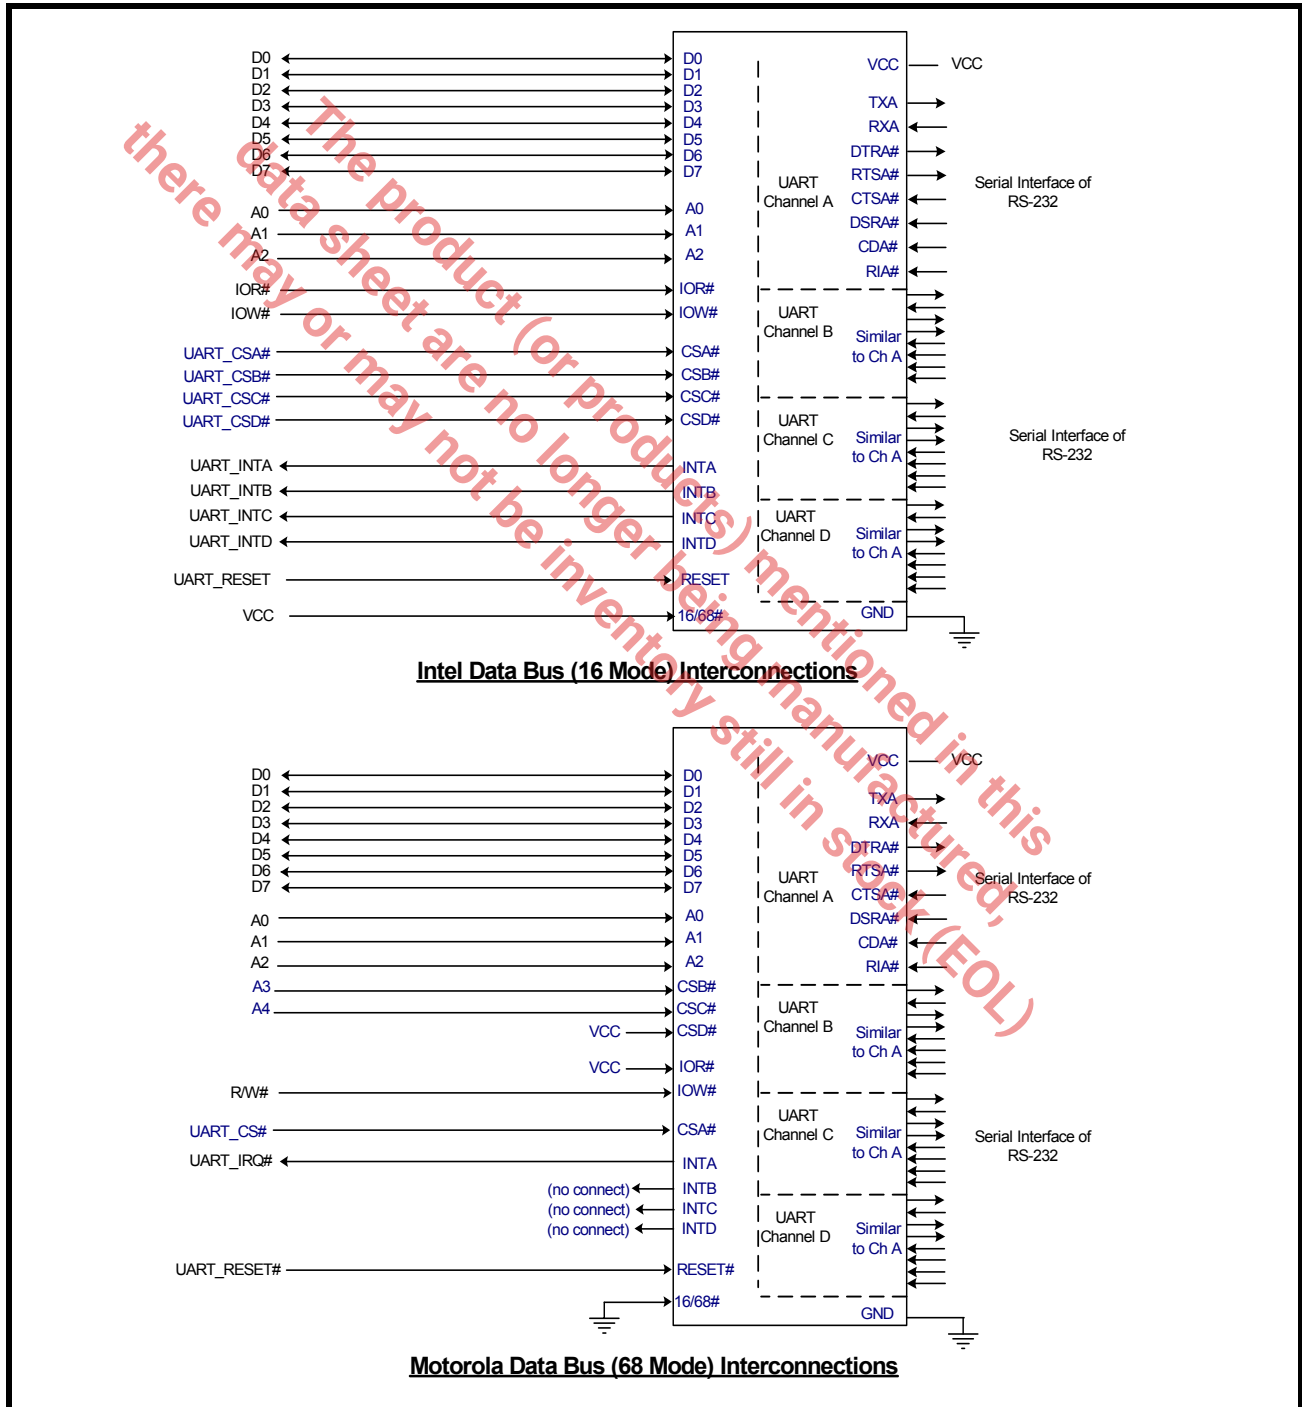 D0 D0
D1 D1
D2 D2
D3 D3
D4 D4
D5 D5
D6 D6
D7 D7
A0 A0
A1 A1
A2 A2
IOR# IOR#
IOW# IOW#
UART_CSA# CSA#
UART_CSB# CSB#
UART_CSC# CSC#
UART_CSD# CSD#
UART_INTA INTA
UART_INTB INTB
UART_INTC INTC
UART_INTD INTD
UART_RESET RESET
VCC 16/68#
UART
Channel A
VCC VCC
TXA
RXA
DTRA#
RTSA#
CTSA#
DSRA#
CDA#
RIA#
Serial Interface of
RS-232
UART
Channel B
Similar
to Ch A
UART
Channel C
Similar
to Ch A
Serial Interface of
RS-232
UART
Channel D
Similar
to Ch A
GND
Intel Data Bus (16 Mode) Interconnections
D0 D0
D1 D1
D2 D2
D3 D3
D4 D4
D5 D5
D6 D6
D7 D7
A0 A0
A1 A1
A2 A2
A3 CSB#
A4 CSC#
VCC CSD#
VCC IOR#
R/W# IOW#
UART_CS# CSA#
UART_IRQ# INTA
(no connect) INTB
(no connect) INTC
(no connect) INTD
UART_RESET# RESET#
16/68#
UART
Channel A
VCC VCC
TXA
RXA
DTRA#
RTSA#
CTSA#
DSRA#
CDA#
RIA#
Serial Interface of
RS-232
UART
Channel B
Similar
to Ch A
UART
Channel C
Similar
to Ch A
Serial Interface of
RS-232
UART
Channel D
Similar
to Ch A
GND
Motorola Data Bus (68 Mode) Interconnections
The product (or products) mentioned in this
data sheet are no longer being manufactured,
there may or may not be inventory still in stock (EOL)